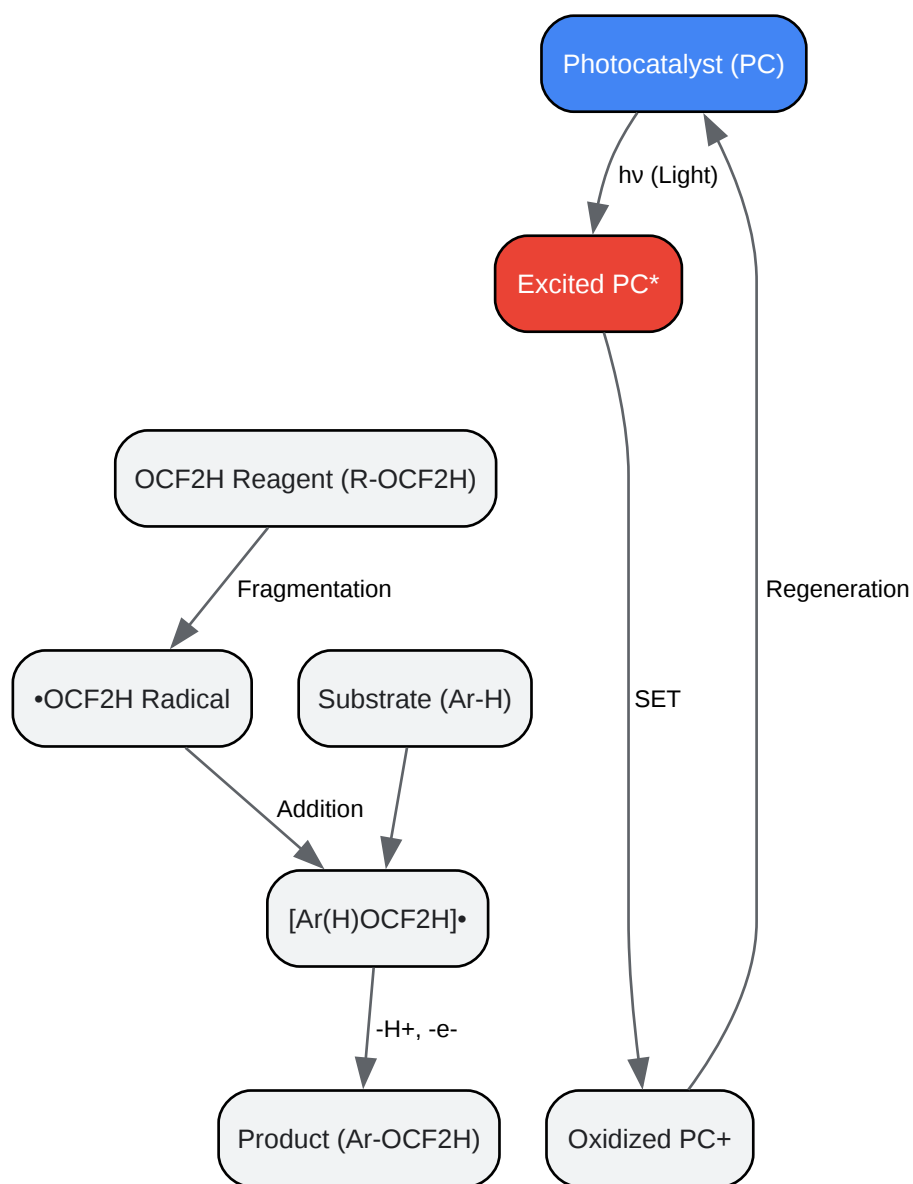 Photocatalyst (PC)
hν (Light)
Excited PC*
OCF2H Reagent (R-OCF2H)
Fragmentation
Regeneration
•OCF2H Radical
Substrate (Ar-H)
SET
Addition
[Ar(H)OCF2H]•
-H+, -e-
Product (Ar-OCF2H)
Oxidized PC+